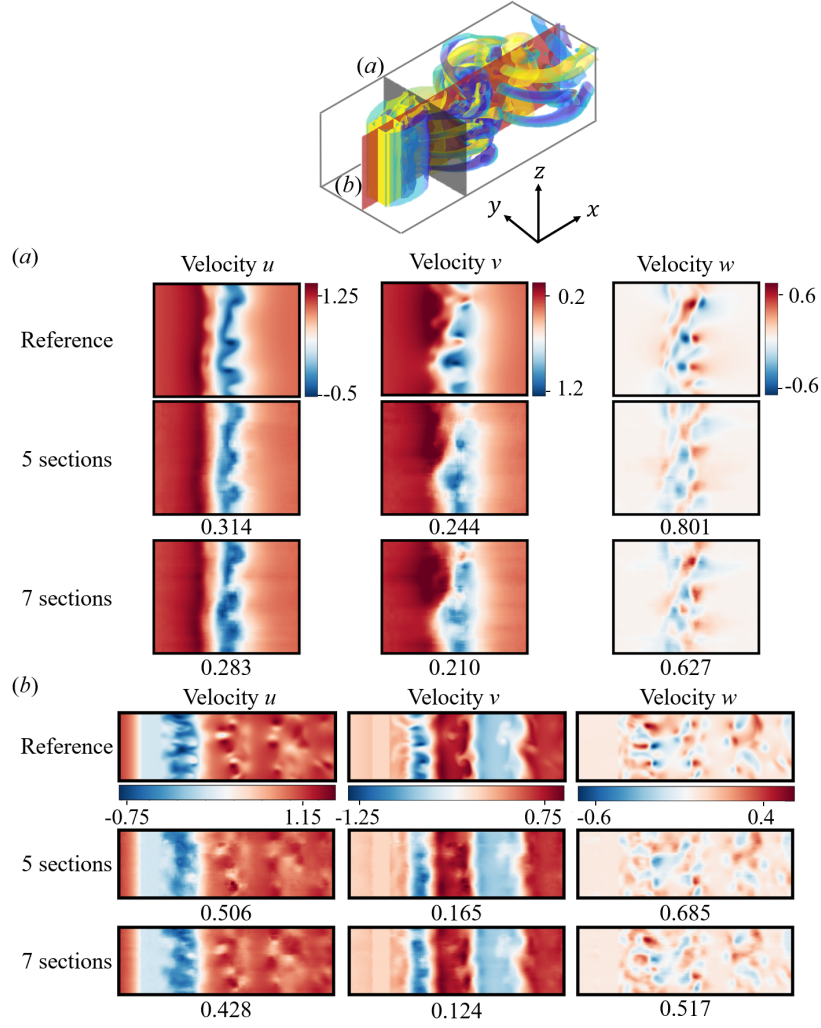 (a)
(b)
z
y
x
(a)
Velocity u
Velocity v
Velocity w
Reference
1.25
-0.5
0.2
1.2
0.6
-0.6
5 sections
0.314
0.244
0.801
7 sections
0.283
0.210
0.627
(b)
Velocity u
Velocity v
Velocity w
Reference
-0.75
1.15
-1.25
0.75
-0.6
0.4
5 sections
0.506
0.165
0.685
7 sections
0.428
0.124
0.517